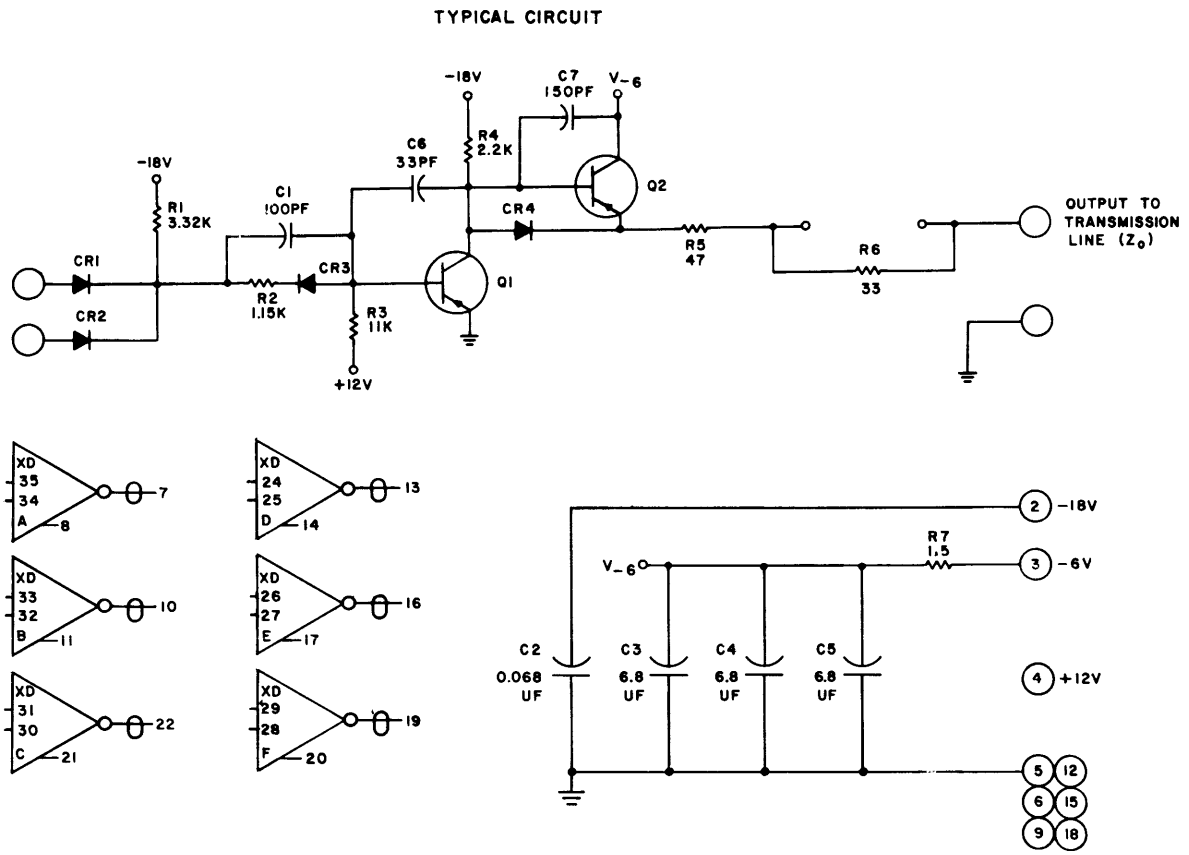 TYPICAL CIRCUIT
-18V
C7
150PF
V-6
R4
2.2K
C6
33PF
Q2
-18V
R1
3.32K
C1
100PF
CR4
R5
47
R6
33
OUTPUT TO
TRANSMISSION
LINE (Zo)
CR1
CR3
R2
1.15K
Q1
CR2
R3
11K
+12V
XD
35
34
A
8
7
XD
24
25
D
14
13
XD
33
32
B
11
10
XD
26
27
E
17
16
XD
31
30
C
21
22
XD
29
28
F
20
19
2 -18V
R7
1.5
V-6
3 -6V
C2
0.068
UF
C3
6.8
UF
C4
6.8
UF
C5
6.8
UF
4 +12V
5 12
6 15
9 18